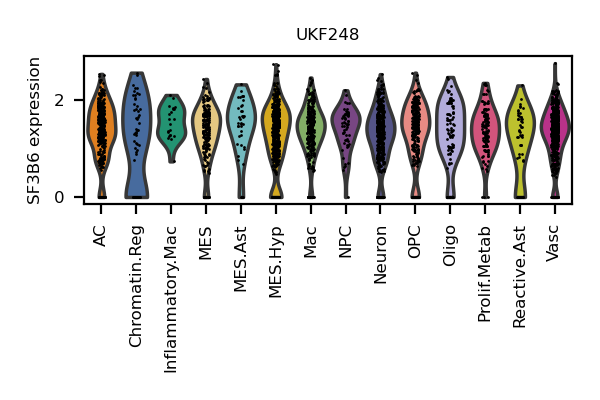 UKF248
SF3B6 expression
2
0
AC
Chromatin.Reg
Inflammatory.Mac
MES
MES.Ast
MES.Hyp
Mac
NPC
Neuron
OPC
Oligo
Prolif.Metab
Reactive.Ast
Vasc